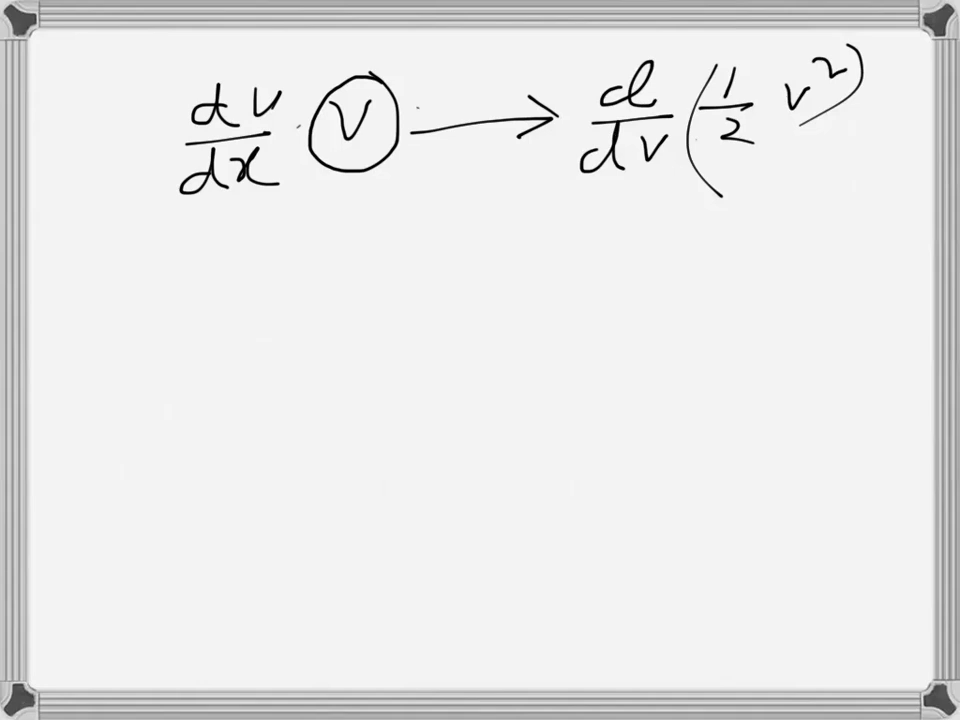 dv/dx · (v) → d/dv (1/2 v²)